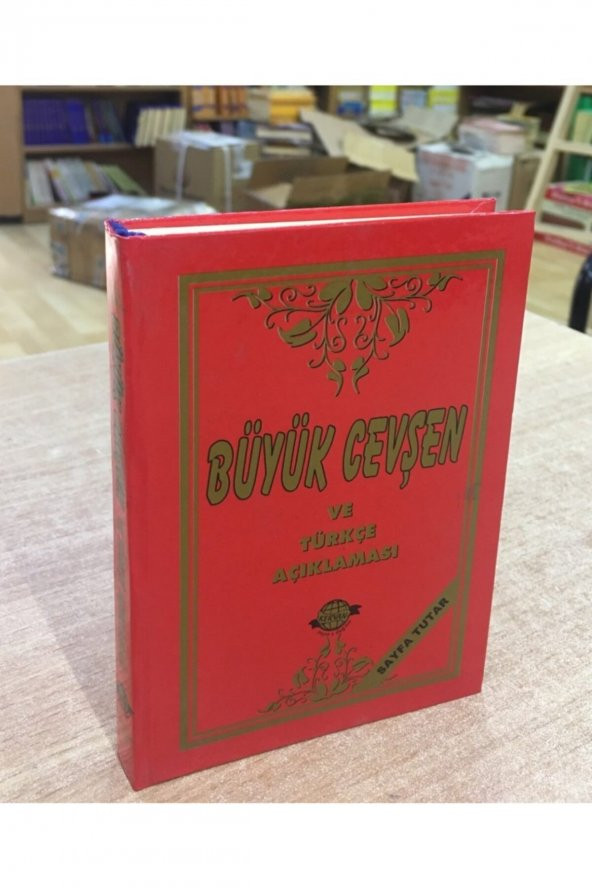 BÜYÜK CEVŞEN
VE
TÜRKÇE
AÇIKLAMASI
SAYFA TUTAR